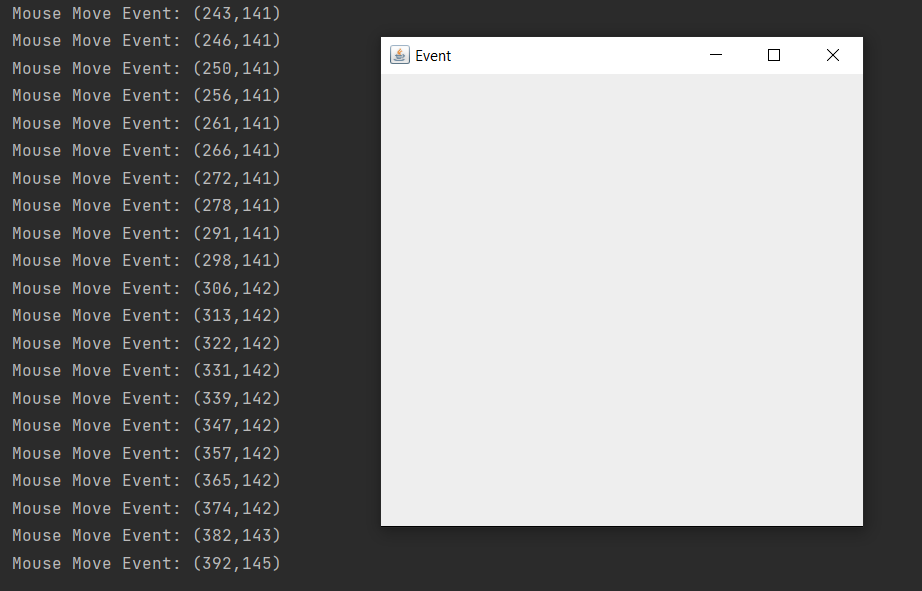 Mouse Move Event: (243,141)
Mouse Move Event: (246,141)
Mouse Move Event: (250,141)
Mouse Move Event: (256,141)
Mouse Move Event: (261,141)
Mouse Move Event: (266,141)
Mouse Move Event: (272,141)
Mouse Move Event: (278,141)
Mouse Move Event: (291,141)
Mouse Move Event: (298,141)
Mouse Move Event: (306,142)
Mouse Move Event: (313,142)
Mouse Move Event: (322,142)
Mouse Move Event: (331,142)
Mouse Move Event: (339,142)
Mouse Move Event: (347,142)
Mouse Move Event: (357,142)
Mouse Move Event: (365,142)
Mouse Move Event: (374,142)
Mouse Move Event: (382,143)
Mouse Move Event: (392,145)
Event